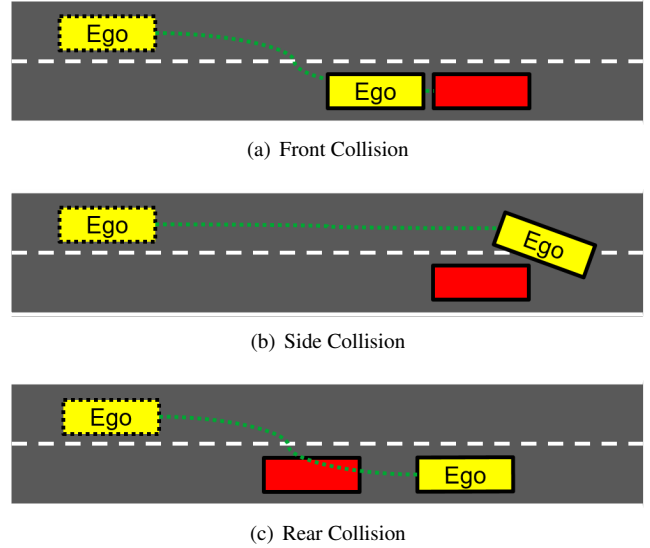 Ego
Ego
(a) Front Collision
Ego
Ego
(b) Side Collision
Ego
Ego
(c) Rear Collision